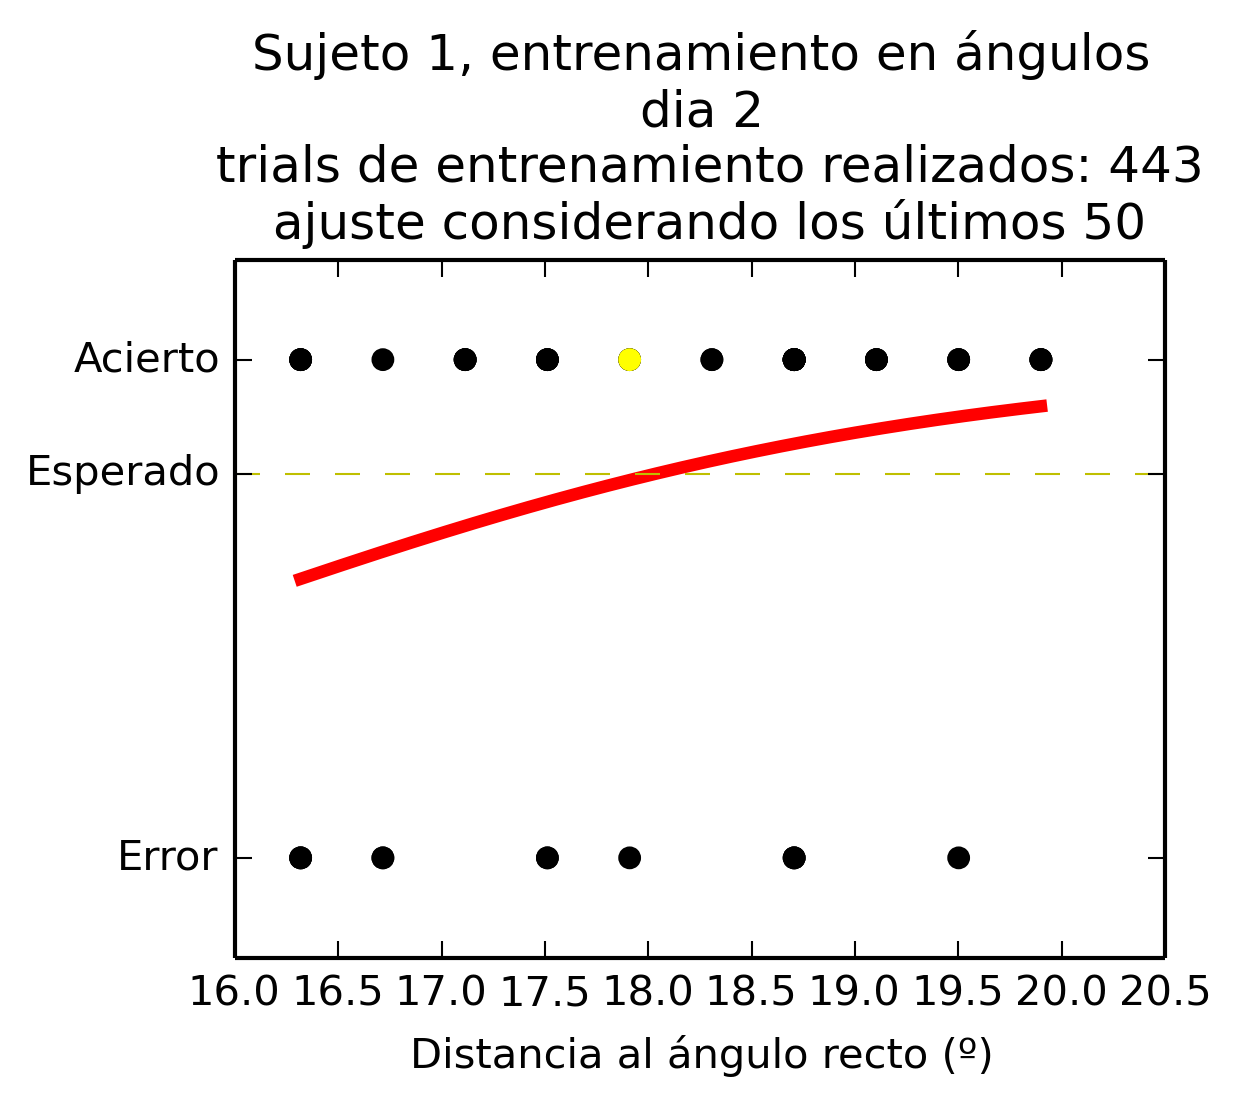 Sujeto 1, entrenamiento en ángulos
dia 2
trials de entrenamiento realizados: 443
ajuste considerando los últimos 50
Acierto
Esperado
Error
16.0 16.5 17.0 17.5 18.0 18.5 19.0 19.5 20.0 20.5
Distancia al ángulo recto (º)